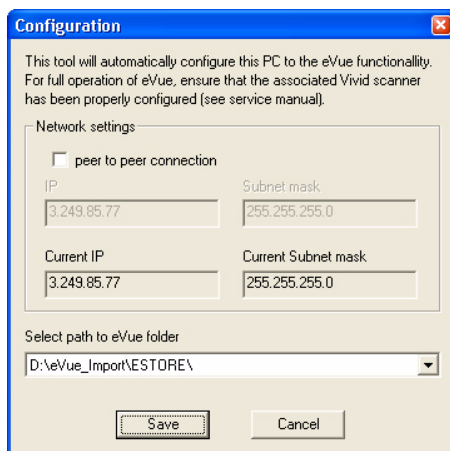 Configuration
This tool will automatically configure this PC to the eVue functionallity.
For full operation of eVue, ensure that the associated Vivid scanner
has been properly configured (see service manual).
Network settings
peer to peer connection
IP Subnet mask
3.249.85.77 255.255.255.0
Current IP Current Subnet mask
3.249.85.77 255.255.255.0
Select path to eVue folder
D:\eVue_Import\ESTORE\
Save Cancel